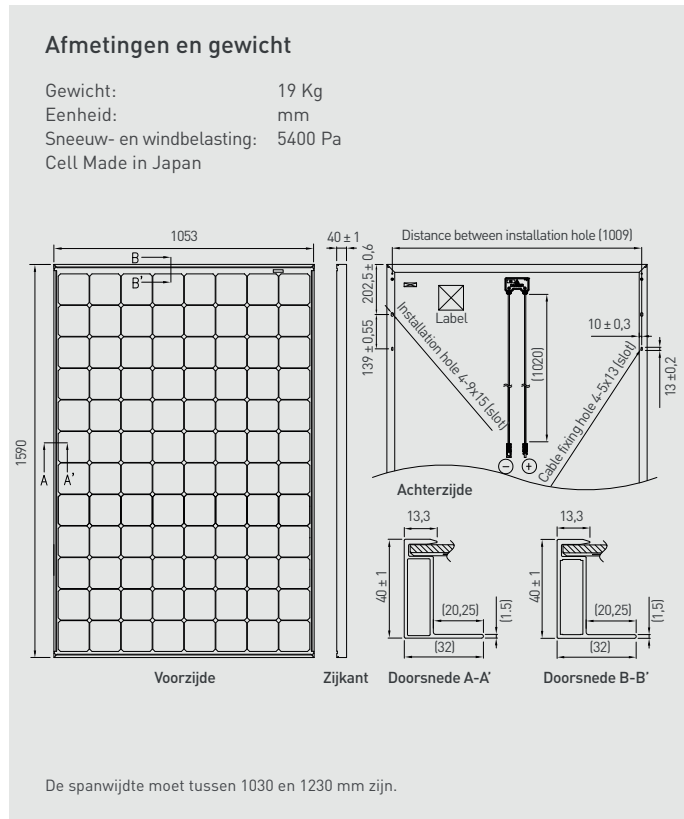 Afmetingen en gewicht
Gewicht: 19 Kg
Eenheid: mm
Sneeuw- en windbelasting: 5400 Pa
Cell Made in Japan
1053
40 ± 1
Distance between installation hole (1009)
B
B'
1590
A
A'
202,5 ± 0,6
139 ±0,55
Label
Installation hole 4-9x15 (slot)
(1020)
10 ± 0,3
13 ±0,2
Cable fixing hole 4-5x13 (slot)
− +
Achterzijde
13,3
40 ± 1
(20,25)
(1.5)
(32)
13,3
40 ± 1
(20,25)
(1,5)
(32)
Voorzijde
Zijkant
Doorsnede A-A'
Doorsnede B-B'
De spanwijdte moet tussen 1030 en 1230 mm zijn.